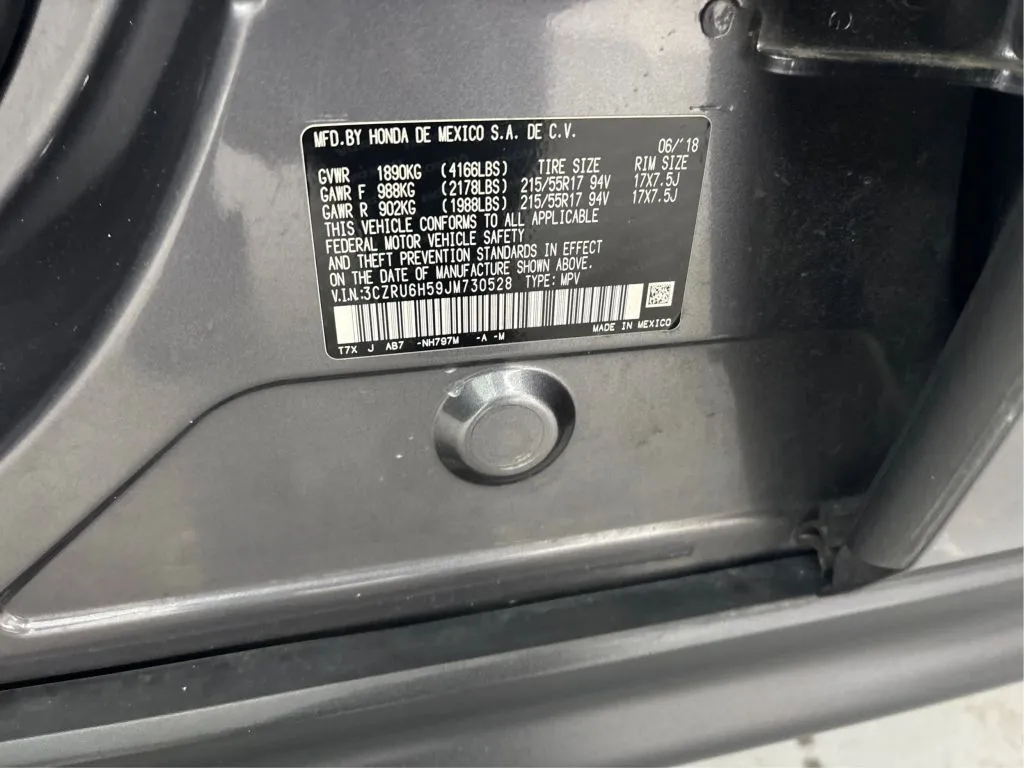 MFD.BY HONDA DE MEXICO S.A. DE C.V.
06/'18
GVWR 1890KG (4166LBS) TIRE SIZE RIM SIZE
GAWR F 988KG (2178LBS) 215/55R17 94V 17X7.5J
GAWR R 902KG (1988LBS) 215/55R17 94V 17X7.5J
THIS VEHICLE CONFORMS TO ALL APPLICABLE
FEDERAL MOTOR VEHICLE SAFETY
AND THEFT PREVENTION STANDARDS IN EFFECT
ON THE DATE OF MANUFACTURE SHOWN ABOVE.
V.I.N:3CZRU6H59JM730528 TYPE: MPV
MADE IN MEXICO
T7X J AB7 -NH797M -A -M